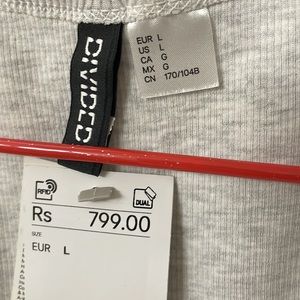 DIVIDED
EUR L
US L
CA G
MX G
CN 170/104B
RFID
DUAL
Rs 799.00
SIZE
EUR L